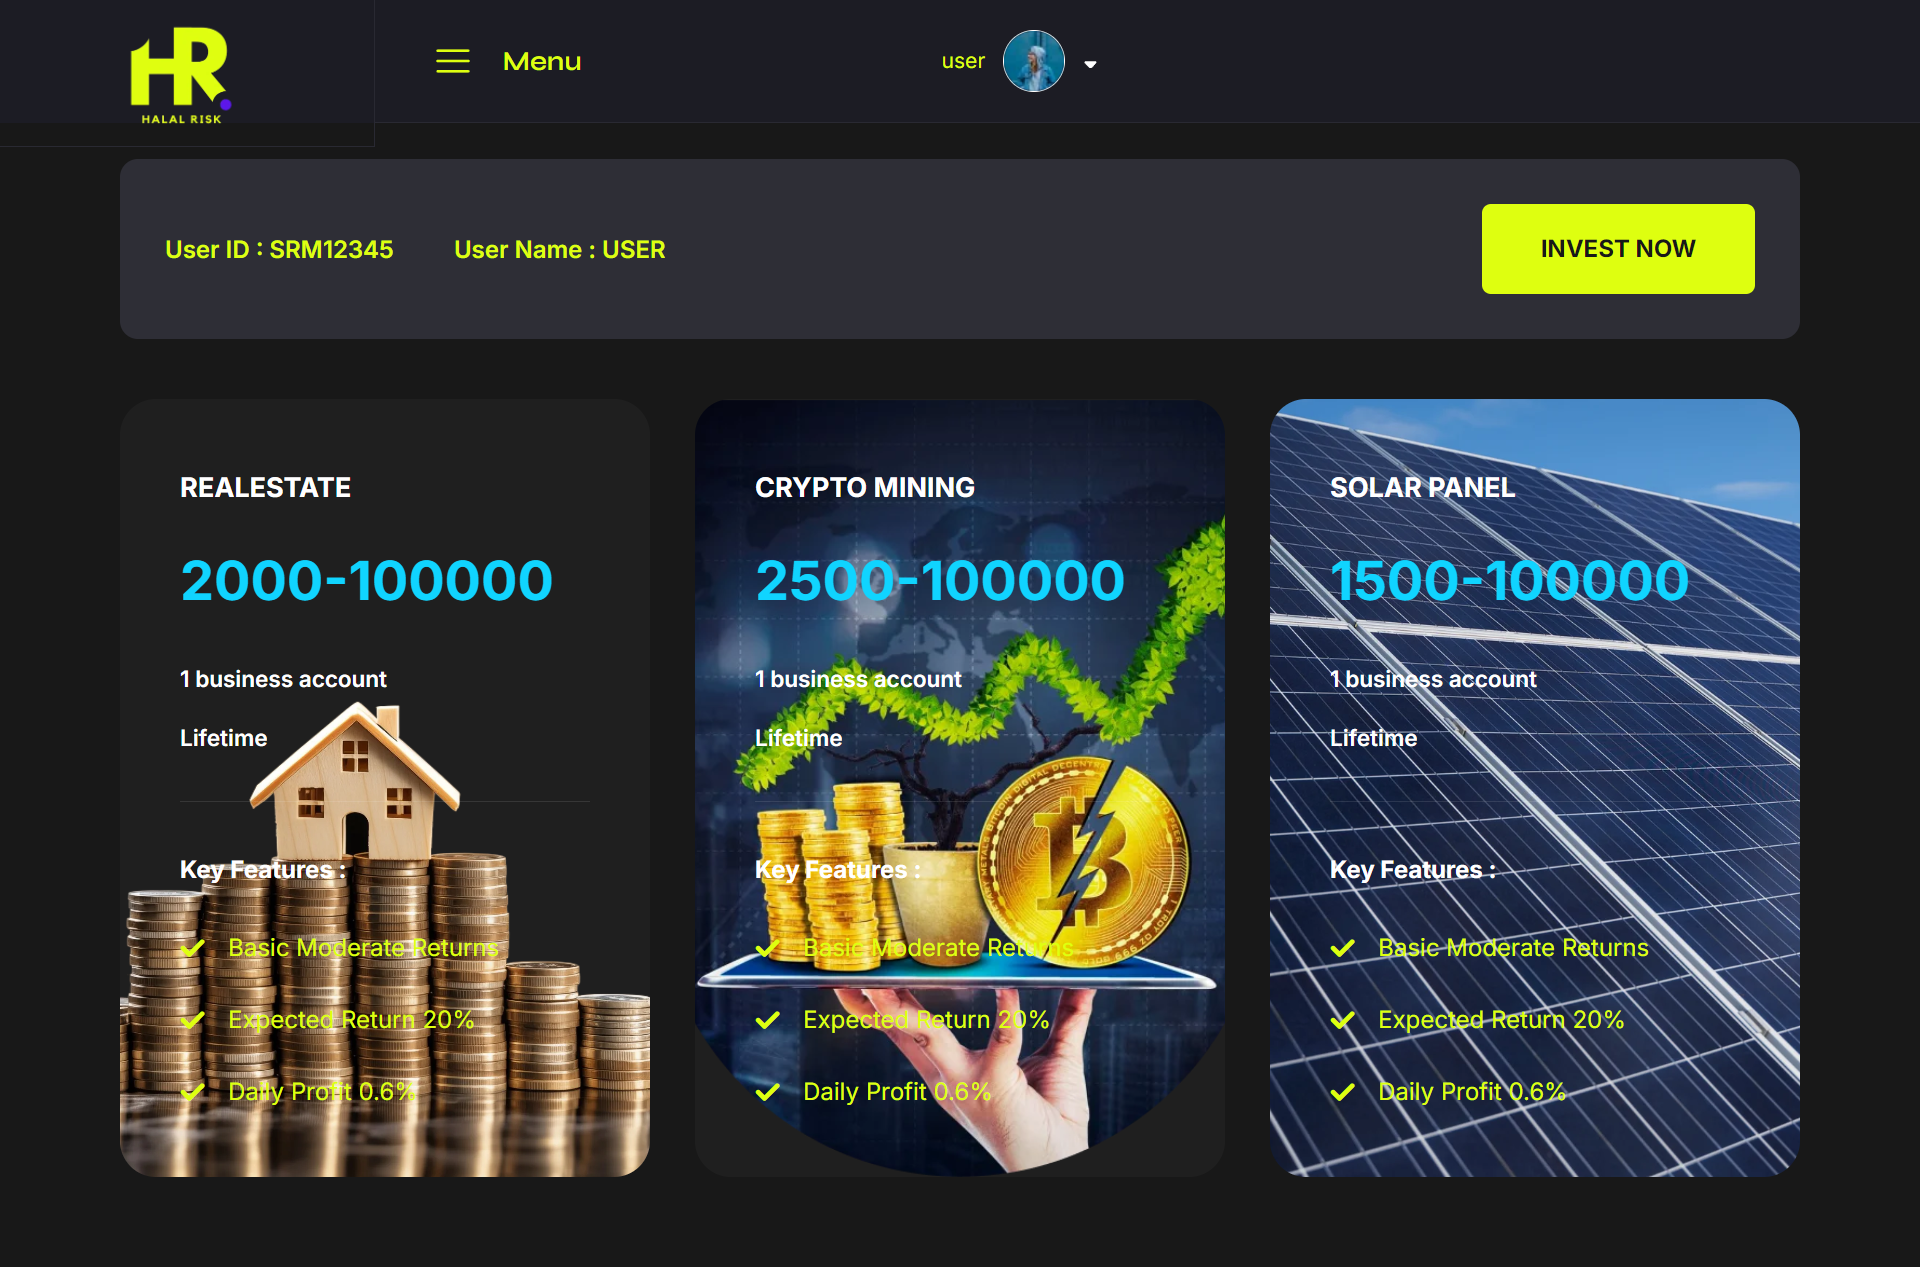 HR.
HALAL RISK
Menu
user
User ID : SRM12345
User Name : USER
INVEST NOW
REALESTATE
2000-100000
1 business account
Lifetime
Key Features :
Basic Moderate Returns
Expected Return 20%
Daily Profit 0.6%
CRYPTO MINING
2500-100000
1 business account
Lifetime
Key Features :
Basic Moderate Returns
Expected Return 20%
Daily Profit 0.6%
SOLAR PANEL
1500-100000
1 business account
Lifetime
Key Features :
Basic Moderate Returns
Expected Return 20%
Daily Profit 0.6%